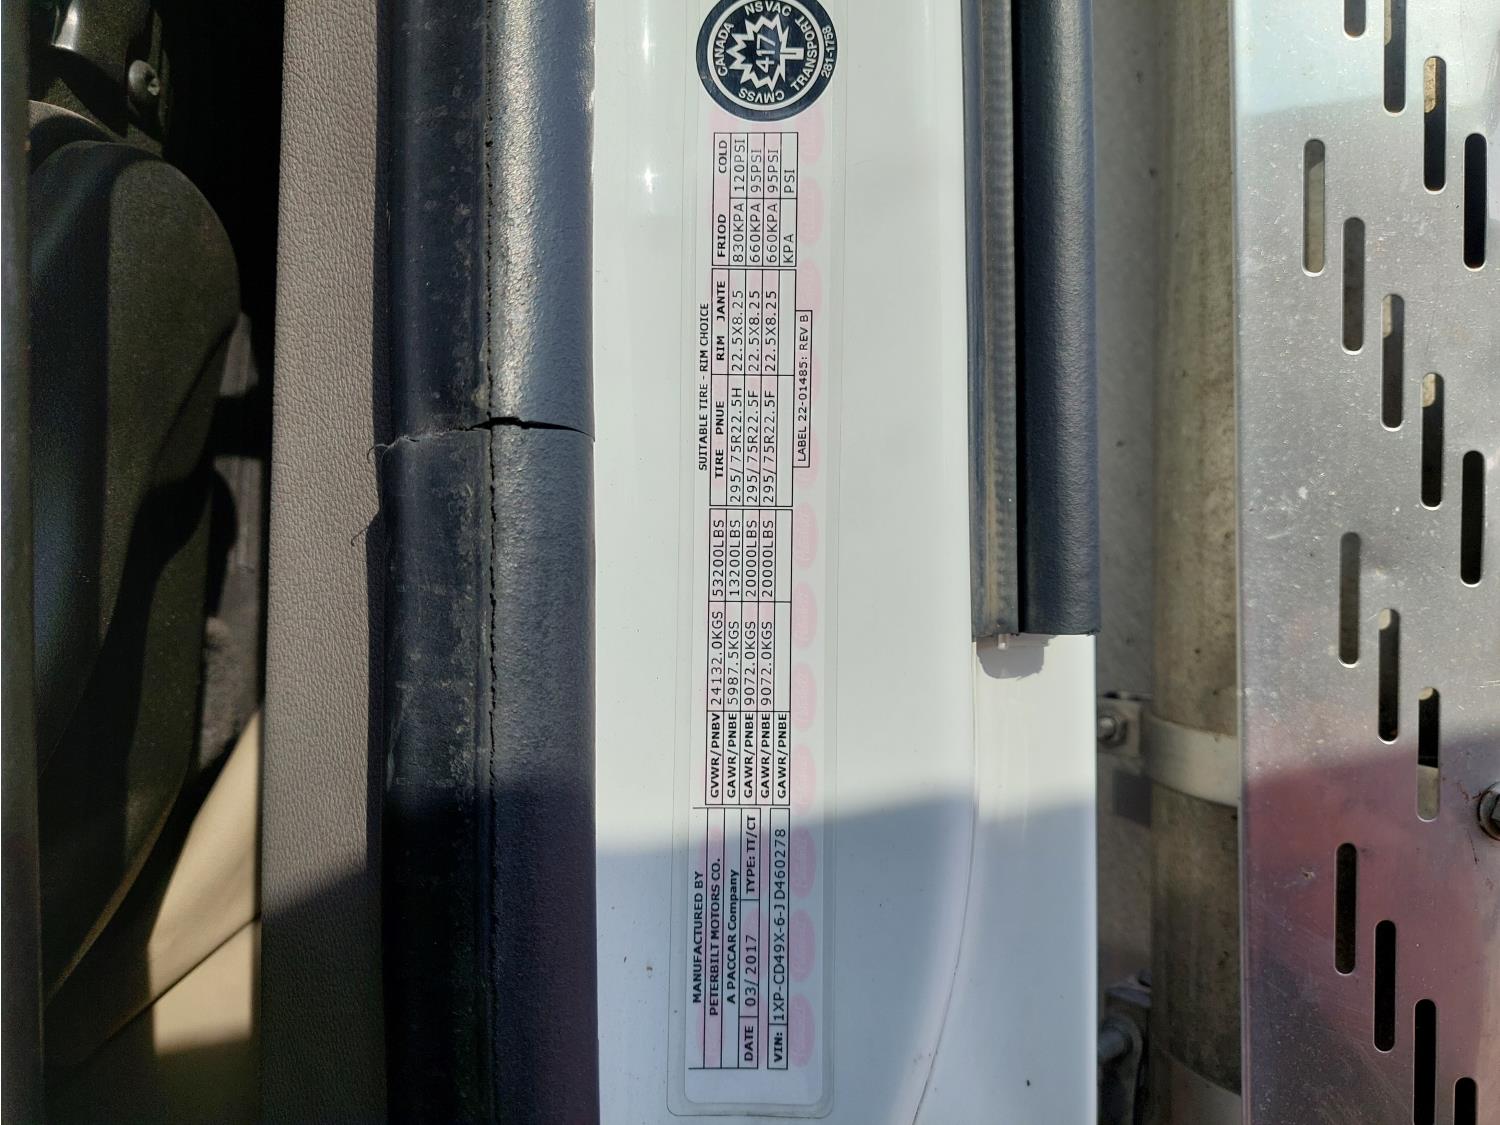 MANUFACTURED BY
PETERBILT MOTORS CO.
A PACCAR Company
DATE 03/2017 TYPE: TT/CT
VIN: 1XP-CD49X-6-JD460278
GVWR/PNBV 24132.0KGS 53200LBS
GAWR/PNBE 5987.5KGS 13200LBS
GAWR/PNBE 9072.0KGS 20000LBS
GAWR/PNBE 9072.0KGS 20000LBS
GAWR/PNBE
SUITABLE TIRE - RIM CHOICE
TIRE PNUE RIM JANTE FRIOD COLD
295/75R22.5H 22.5X8.25 830KPA 120PSI
295/75R22.5F 22.5X8.25 660KPA 95PSI
295/75R22.5F 22.5X8.25 660KPA 95PSI
KPA PSI
LABEL 22-01485: REV B
CANADA NSVAC TRANSPORT CMVSS
417
281-1758